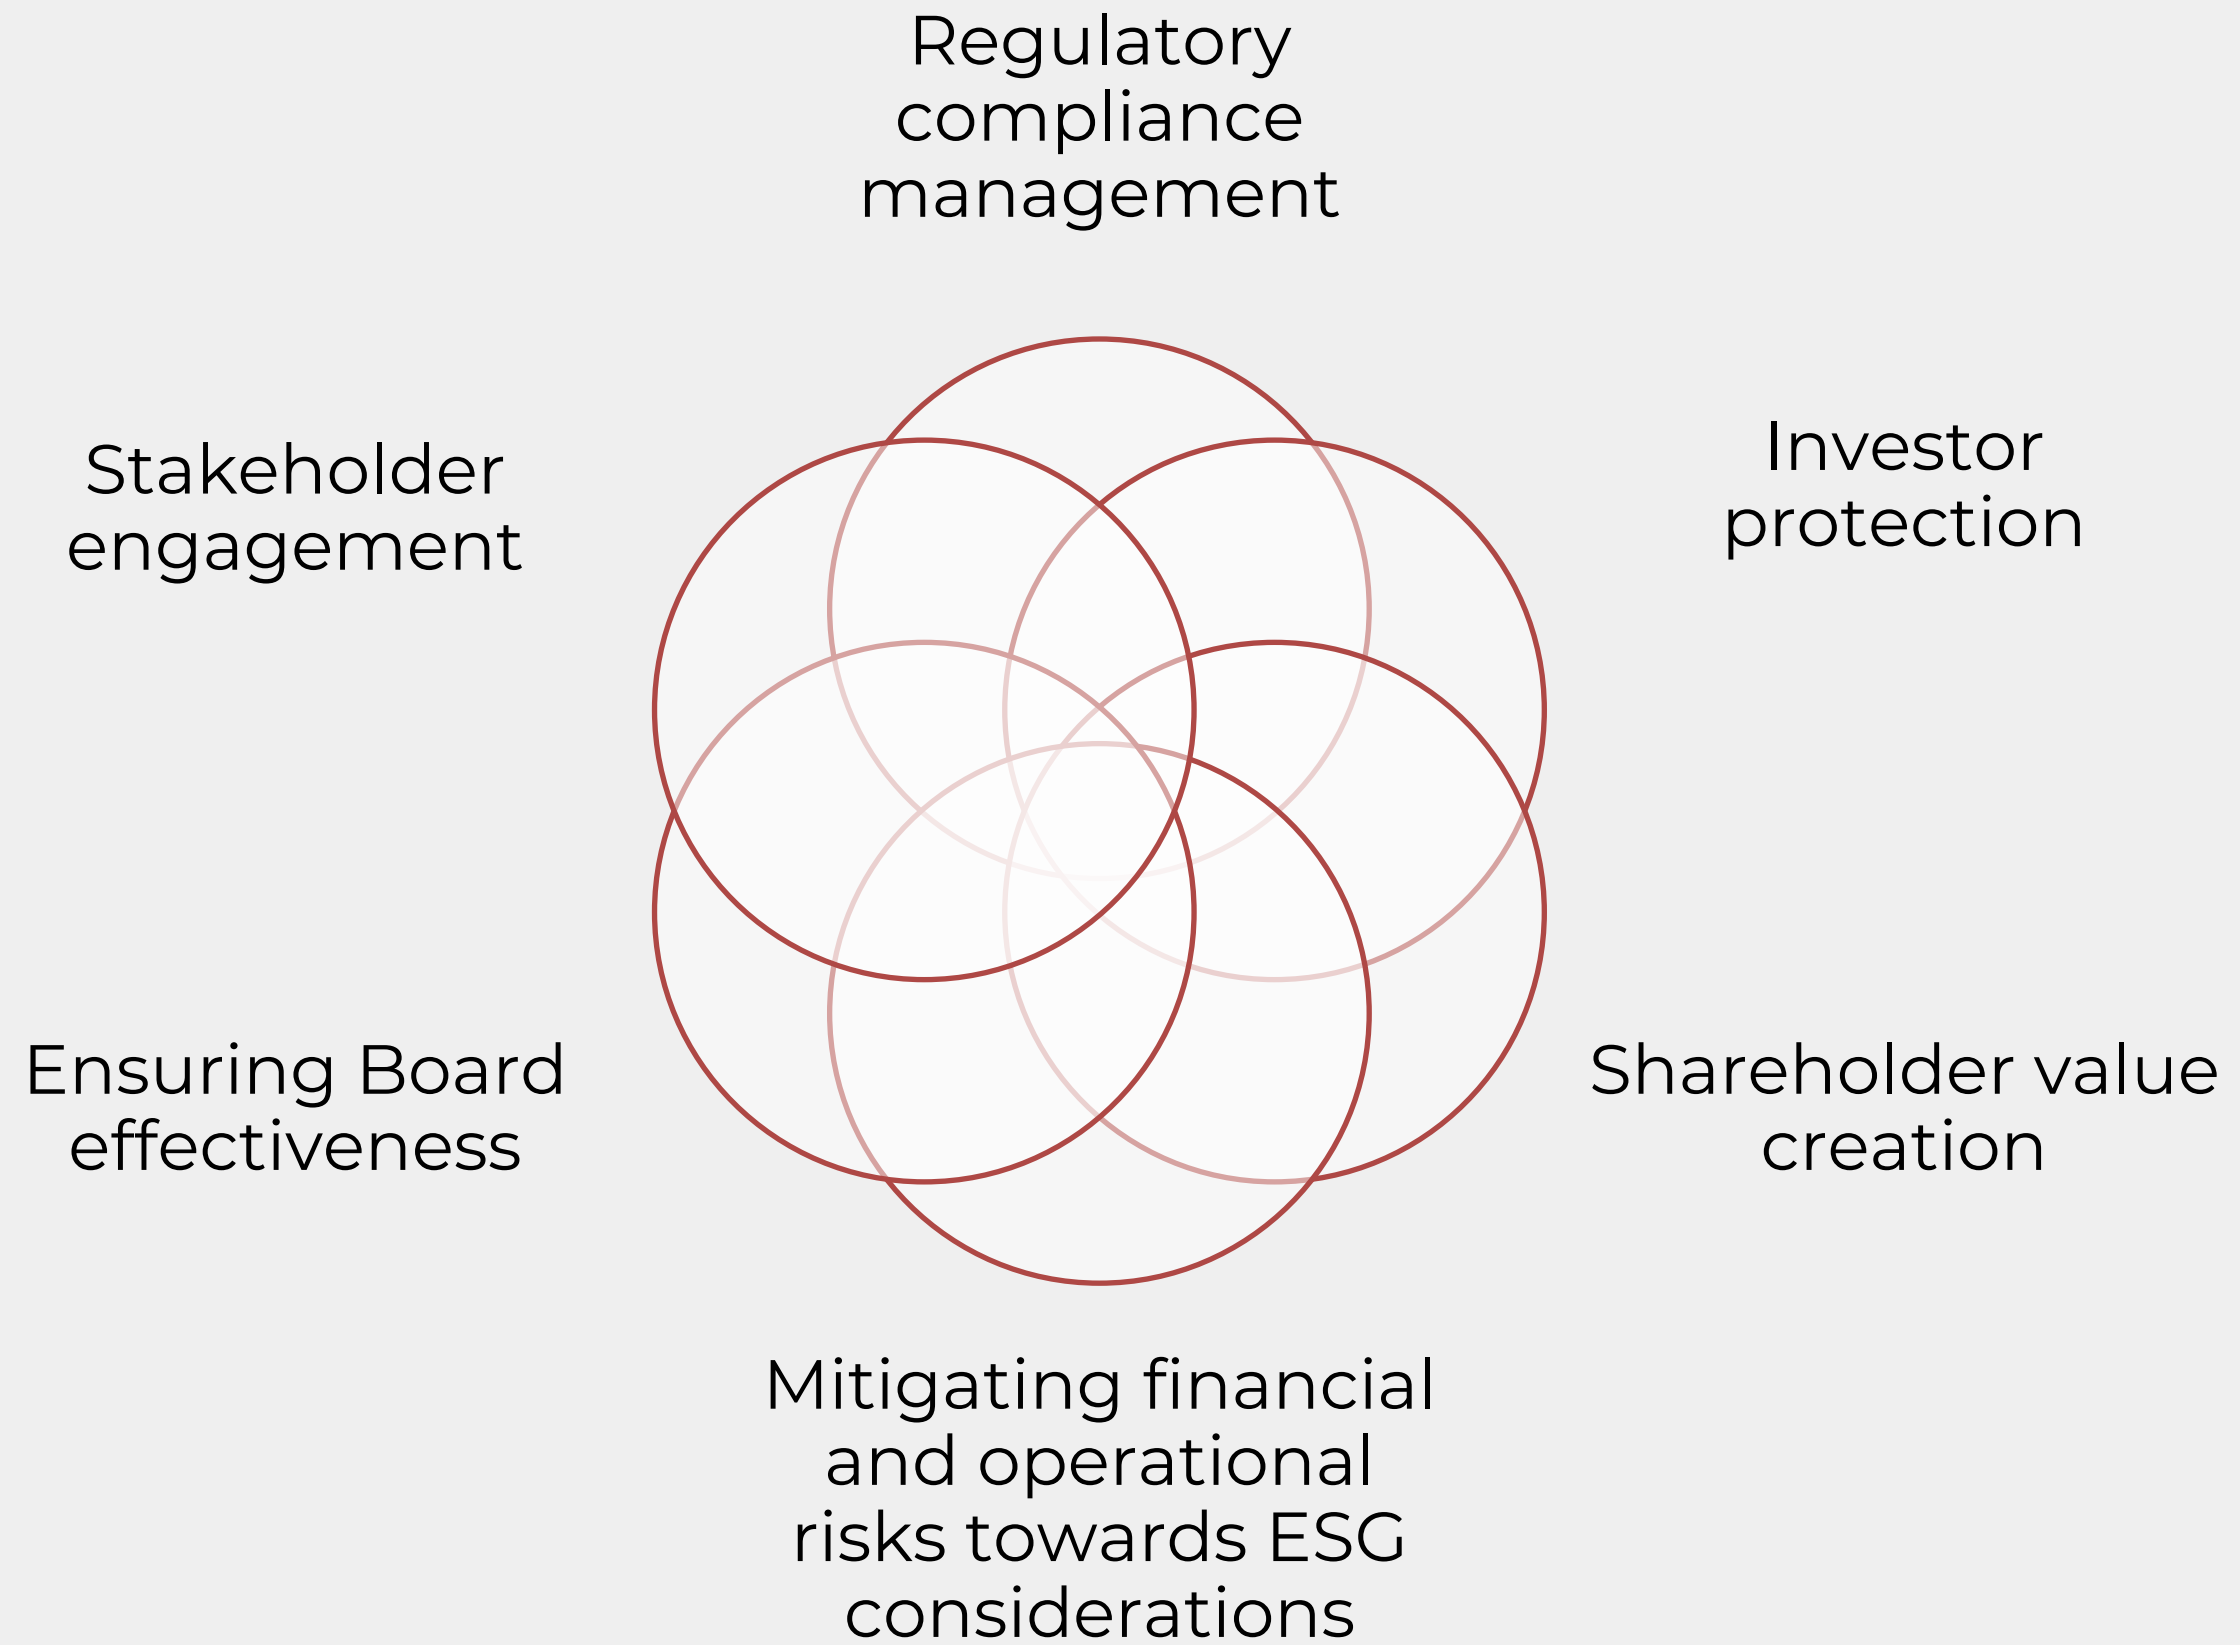 Regulatory
compliance
management
Stakeholder
engagement
Investor
protection
Ensuring Board
effectiveness
Shareholder value
creation
Mitigating financial
and operational
risks towards ESG
considerations